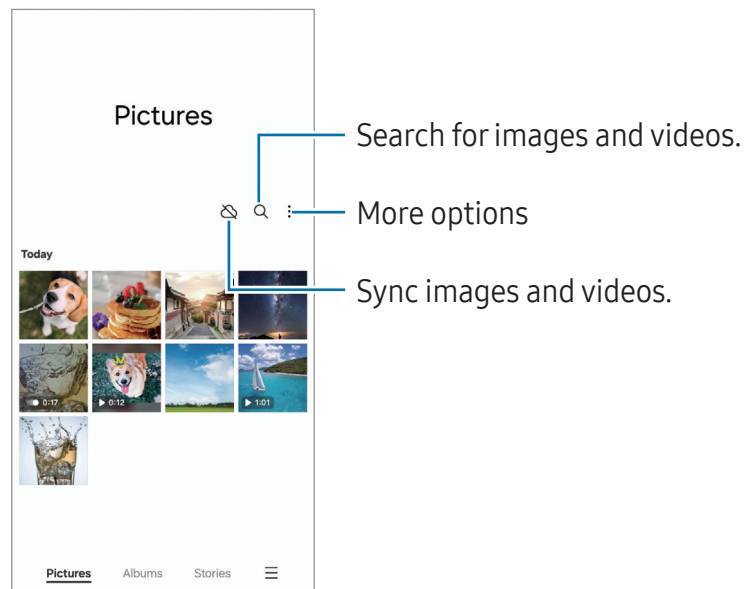 Pictures
Search for images and videos.
More options
Today
Sync images and videos.
0:17
0:12
1:01
Pictures Albums Stories